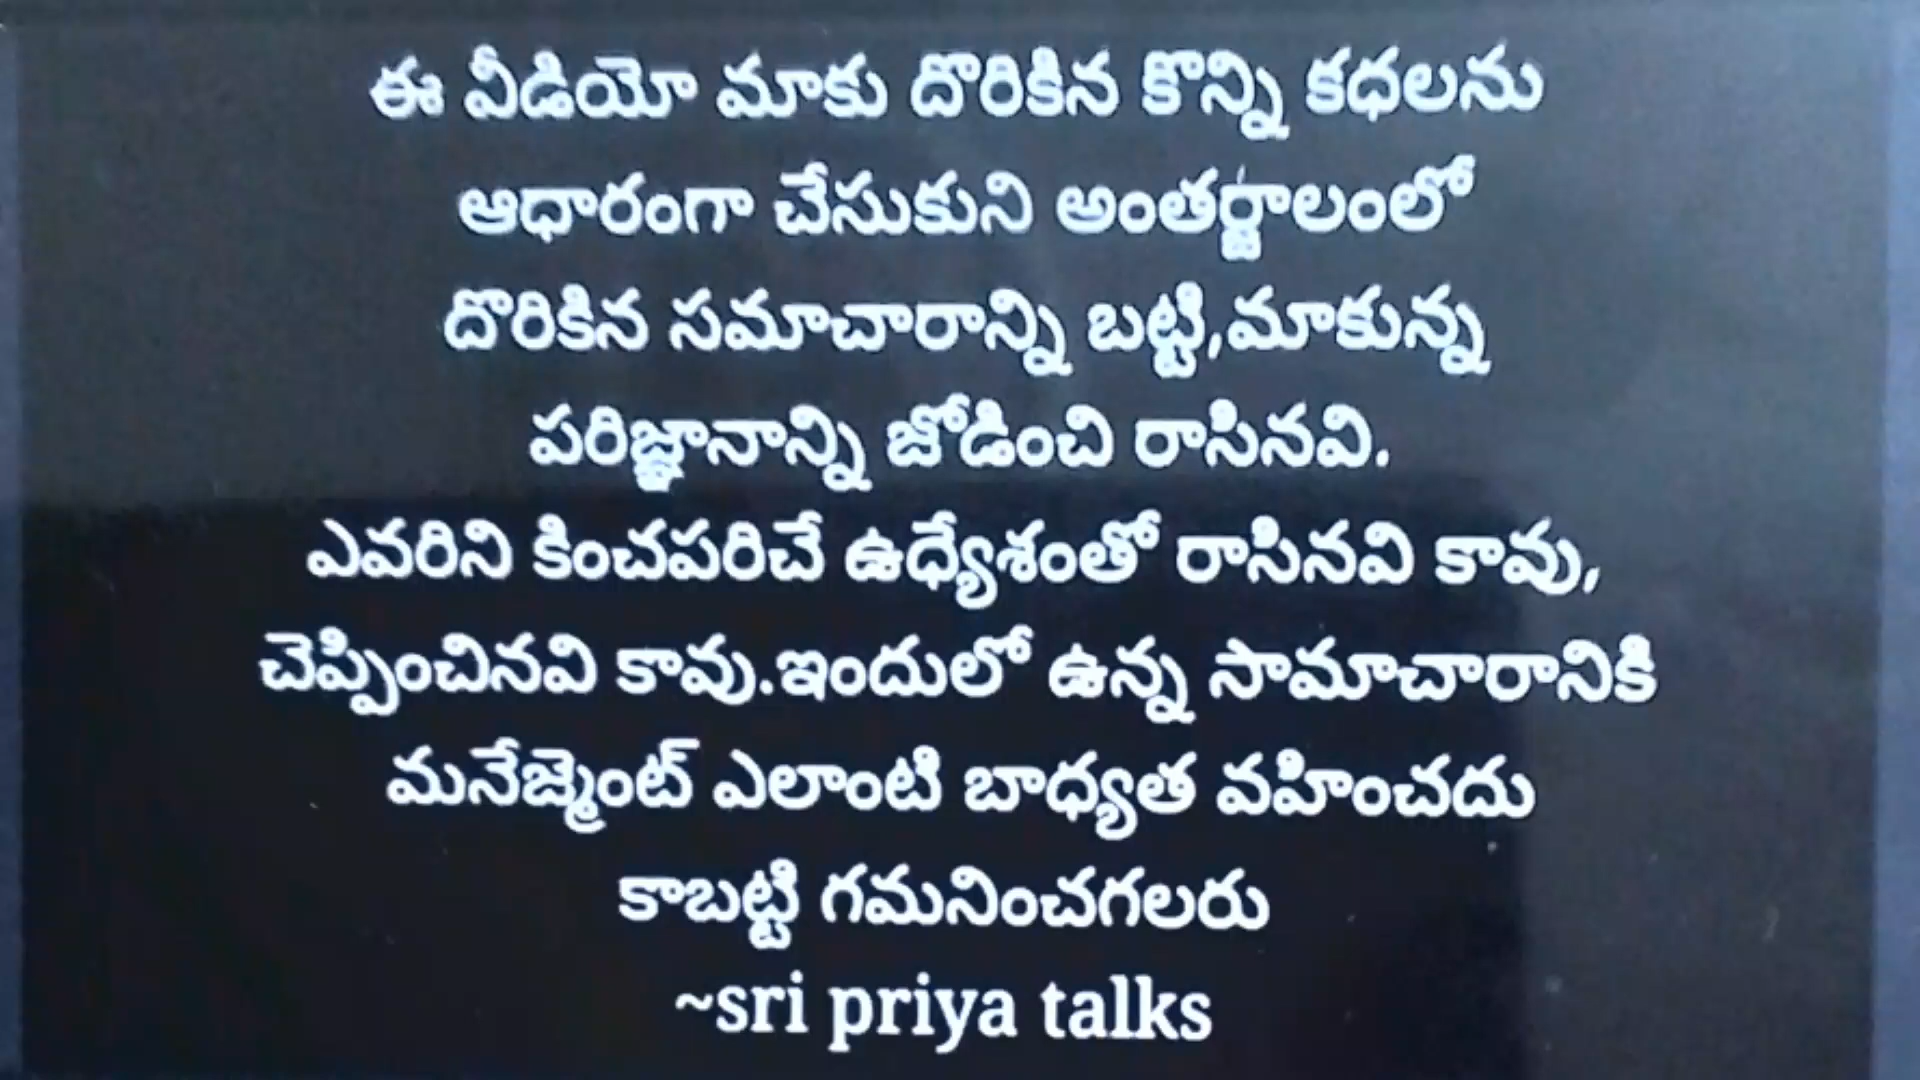 ఈ వీడియో మాకు దొరికిన కొన్ని కధలను
ఆధారంగా చేసుకుని అంతర్జాలంలో
దొరికిన సమాచారాన్ని బట్టి,మాకున్న
పరిజ్ఞానాన్ని జోడించి రాసినవి.
ఎవరిని కించపరిచే ఉధ్యేశంతో రాసినవి కావు,
చెప్పించినవి కావు.ఇందులో ఉన్న సామాచారానికి
మనేజ్మెంట్ ఎలాంటి బాధ్యత వహించదు
కాబట్టి గమనించగలరు
~sri priya talks